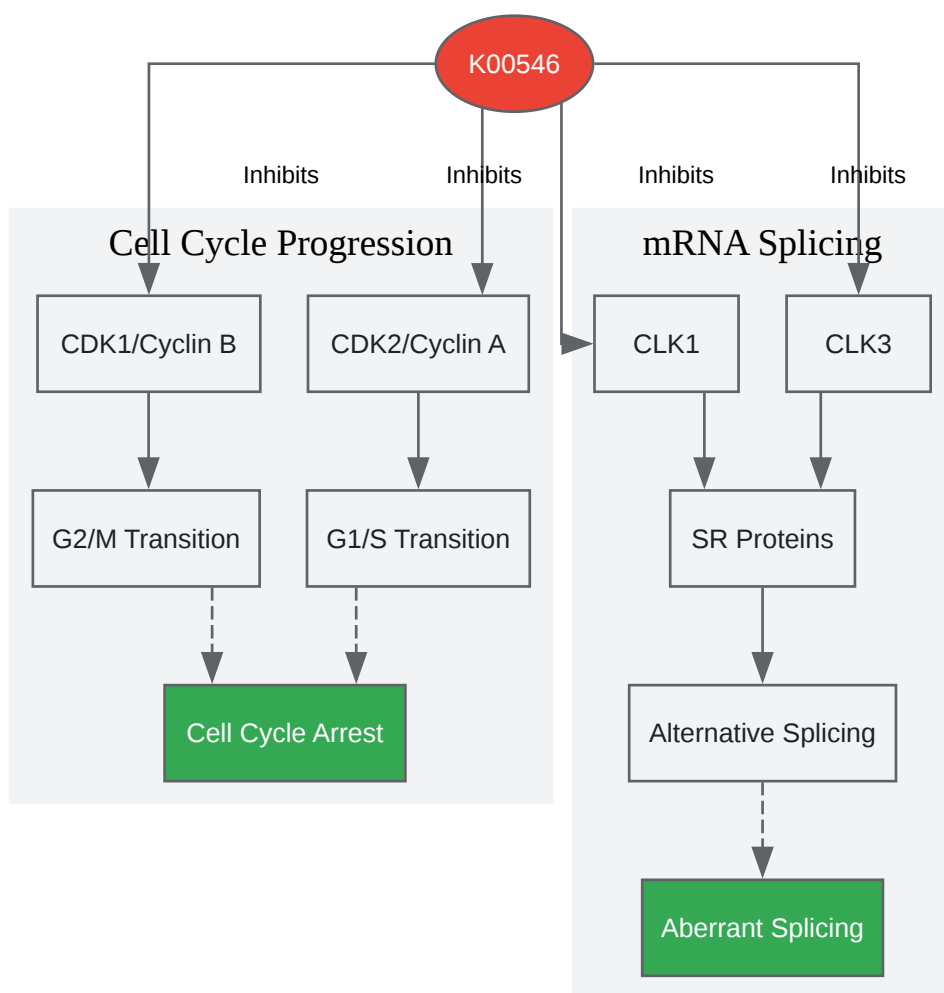 K00546
Inhibits
Inhibits
Inhibits
Inhibits
Cell Cycle Progression
mRNA Splicing
CDK1/Cyclin B
CDK2/Cyclin A
CLK1
CLK3
G2/M Transition
G1/S Transition
SR Proteins
Cell Cycle Arrest
Alternative Splicing
Aberrant Splicing